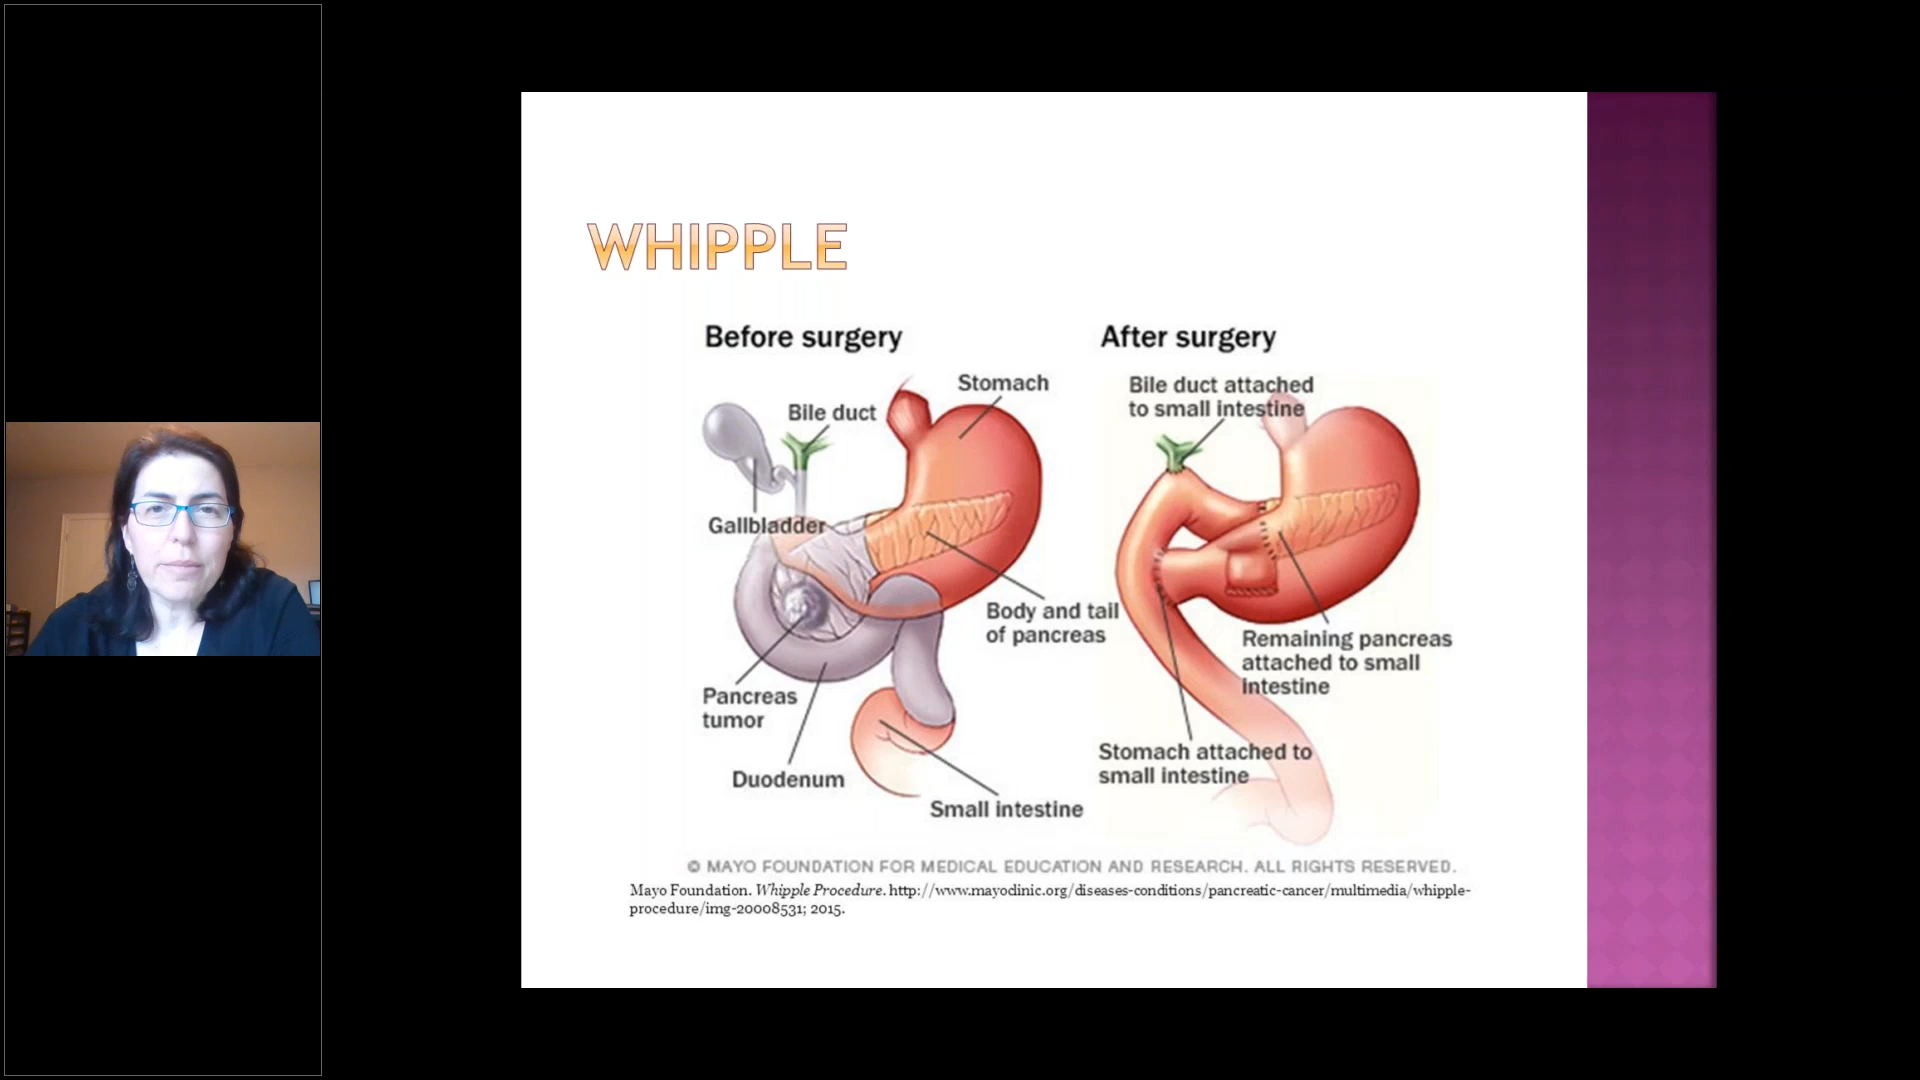 WHIPPLE
Before surgery
Stomach
Bile duct
Gallbladder
Body and tail
of pancreas
Pancreas
tumor
Duodenum
Small intestine
After surgery
Bile duct attached
to small intestine
Remaining pancreas
attached to small
intestine
Stomach attached to
small intestine
© MAYO FOUNDATION FOR MEDICAL EDUCATION AND RESEARCH. ALL RIGHTS RESERVED.
Mayo Foundation. Whipple Procedure. http://www.mayoclinic.org/diseases-conditions/pancreatic-cancer/multimedia/whipple-
procedure/img-20008531; 2015.